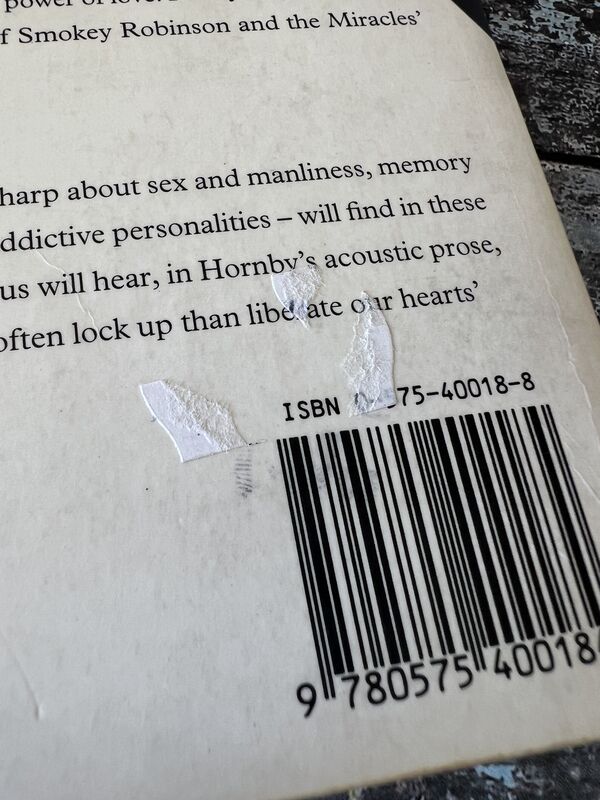 power of love.
f Smokey Robinson and the Miracles’
harp about sex and manliness, memory
ddictive personalities – will find in these
us will hear, in Hornby’s acoustic prose,
often lock up than liberate our hearts’
ISBN 575-40018-8
9 780575 40018